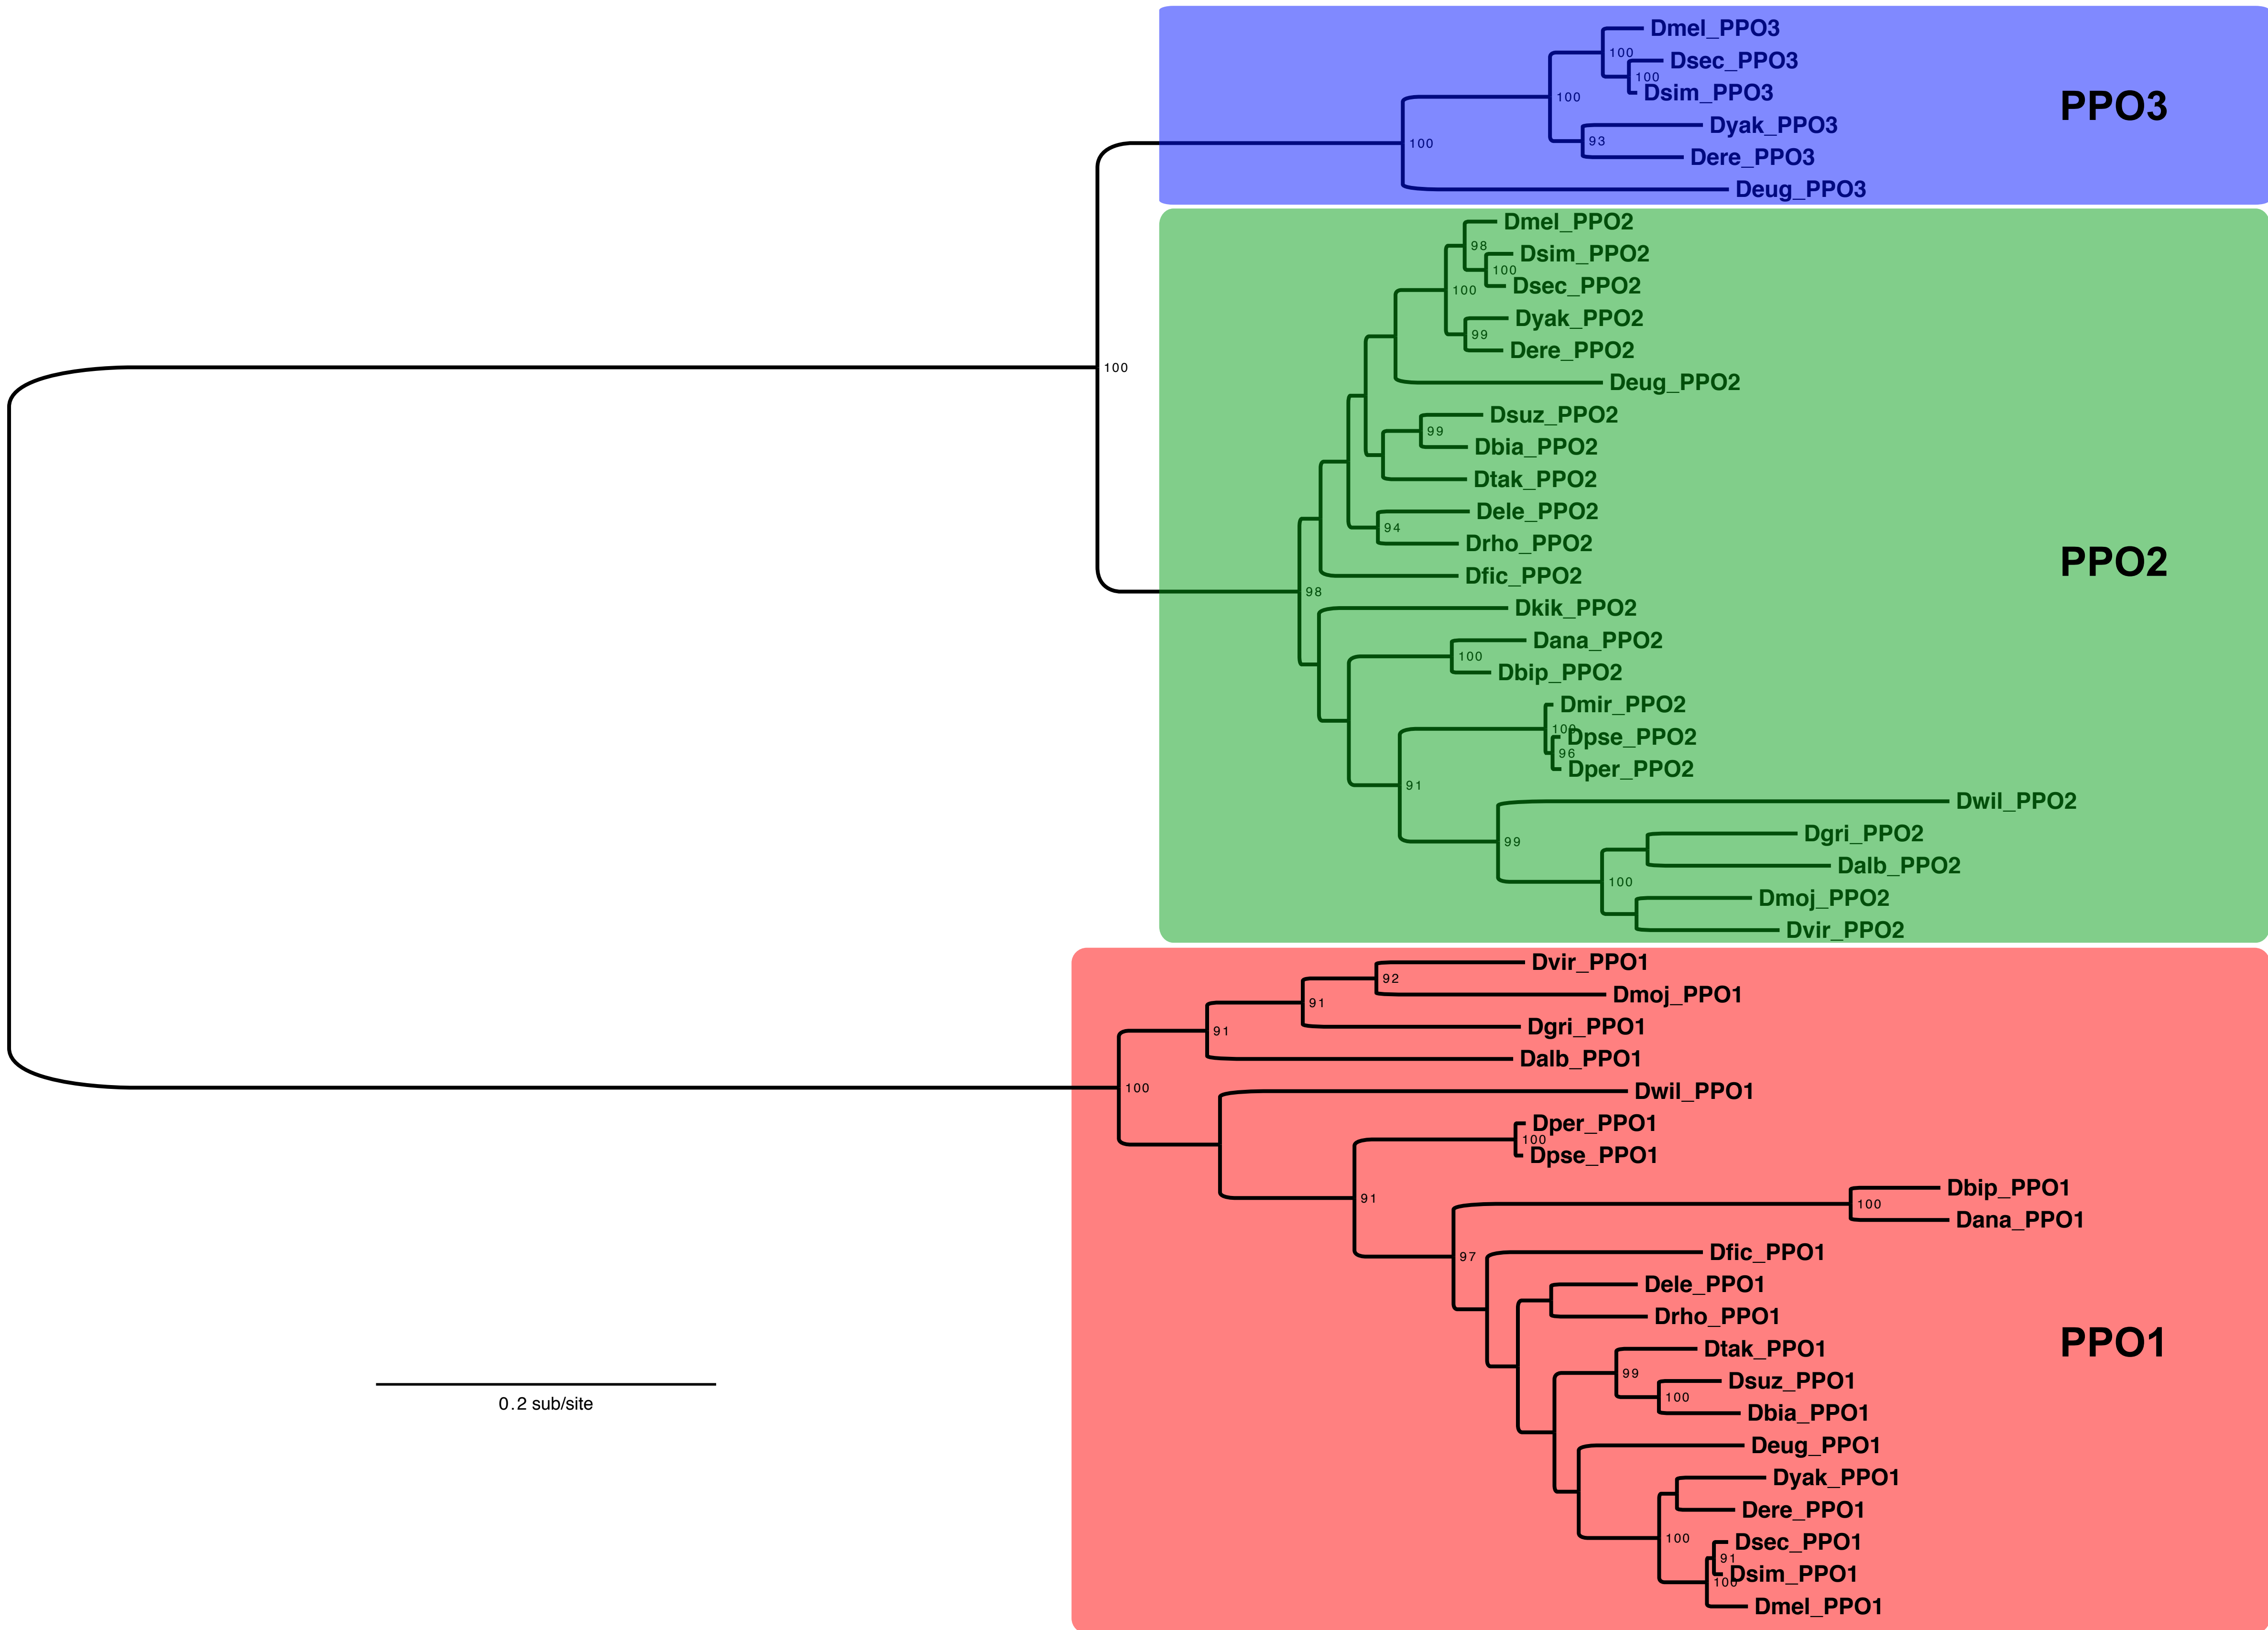 Dmel_PPO3
100
Dsec_PPO3
100
Dsim_PPO3
100
PPO3
Dyak_PPO3
93
100
Dere_PPO3
Deug_PPO3
Dmel_PPO2
98
Dsim_PPO2
100
Dsec_PPO2
100
Dyak_PPO2
99
Dere_PPO2
100
Deug_PPO2
Dsuz_PPO2
99
Dbia_PPO2
Dtak_PPO2
Dele_PPO2
94
Drho_PPO2
PPO2
Dfic_PPO2
98
Dkik_PPO2
Dana_PPO2
100
Dbip_PPO2
Dmir_PPO2
100
Dpse_PPO2
96
Dper_PPO2
91
Dwil_PPO2
Dgri_PPO2
99
Dalb_PPO2
100
Dmoj_PPO2
Dvir_PPO2
Dvir_PPO1
92
Dmoj_PPO1
91
Dgri_PPO1
91
Dalb_PPO1
100
Dwil_PPO1
Dper_PPO1
100
Dpse_PPO1
Dbip_PPO1
91
100
Dana_PPO1
Dfic_PPO1
97
Dele_PPO1
Drho_PPO1
PPO1
Dtak_PPO1
99
Dsuz_PPO1
100
0.2 sub/site
Dbia_PPO1
Deug_PPO1
Dyak_PPO1
Dere_PPO1
100
Dsec_PPO1
91
Dsim_PPO1
100
Dmel_PPO1